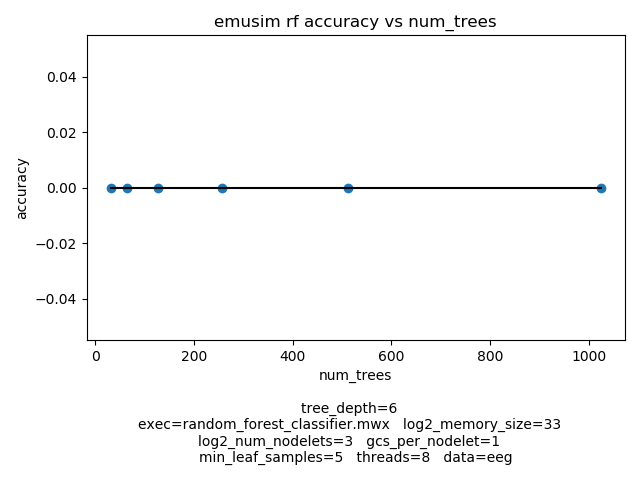 emusim rf accuracy vs num_trees
accuracy
0.04
0.02
0.00
−0.02
−0.04
0 200 400 600 800 1000
num_trees
tree_depth=6
exec=random_forest_classifier.mwx log2_memory_size=33
log2_num_nodelets=3 gcs_per_nodelet=1
min_leaf_samples=5 threads=8 data=eeg